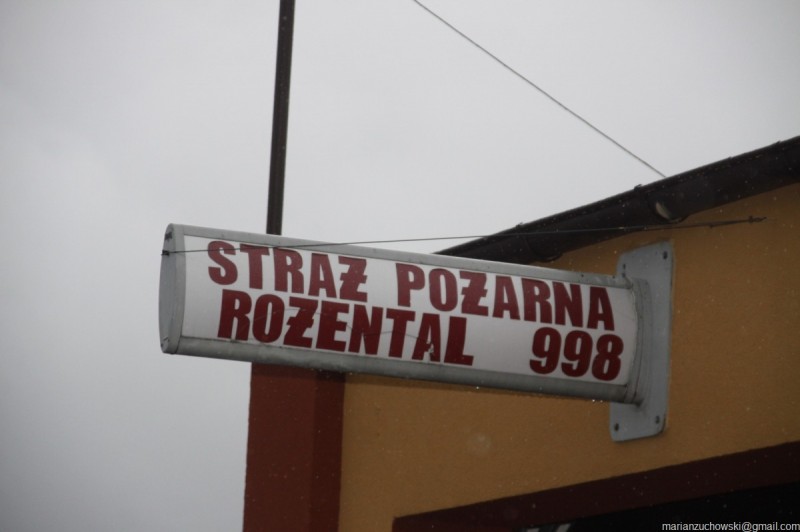 STRAŻ POŻARNA
ROŻENTAL 998
marianzuchowski@gmail.com